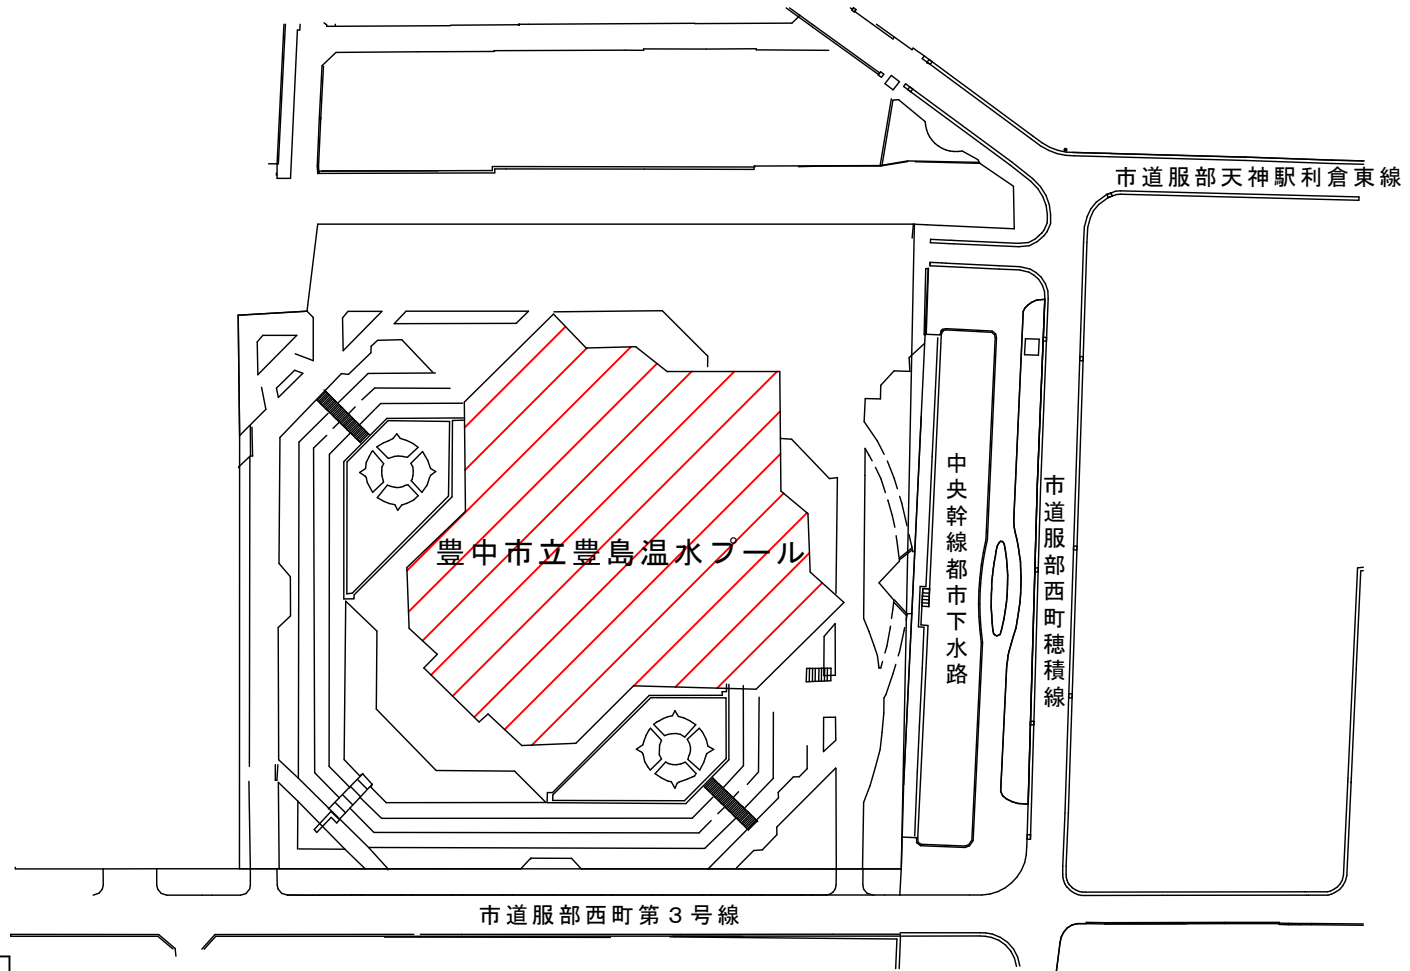 市道服部天神駅利倉東線
中央幹線都市下水路
市道服部西町穂積線
豊中市立豊島温水プール
市道服部西町第３号線